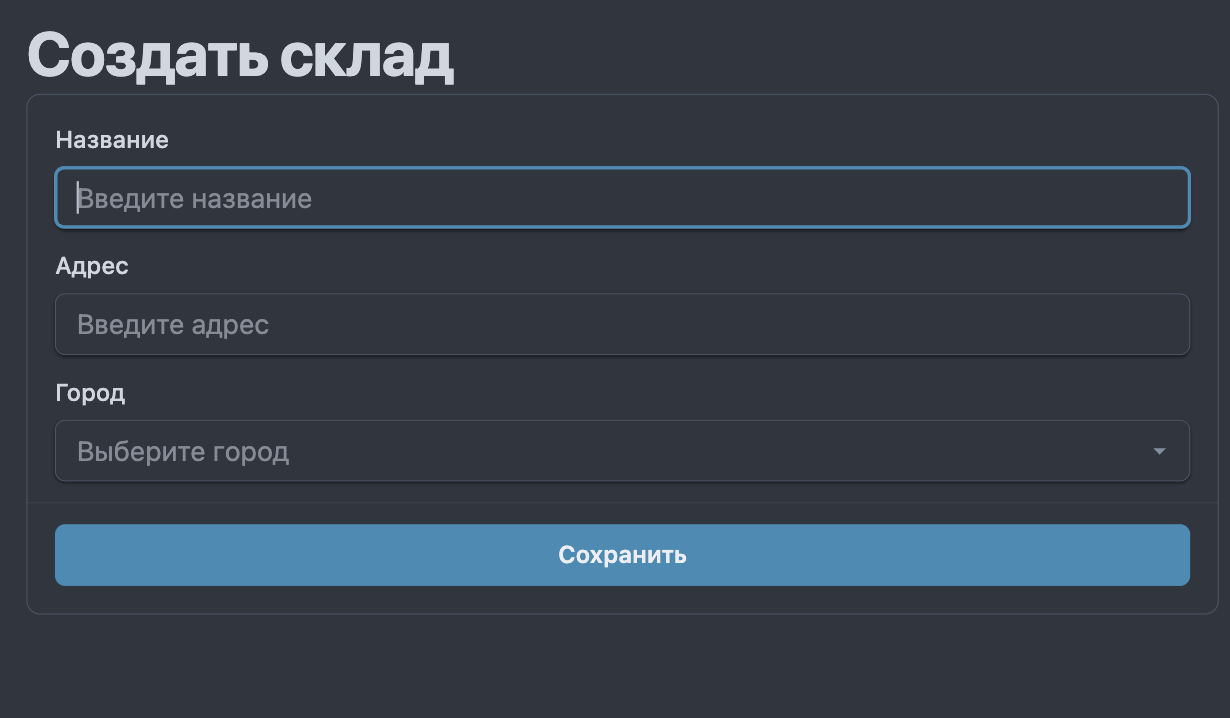 Создать склад
Название
Введите название
Адрес
Введите адрес
Город
Выберите город
Сохранить